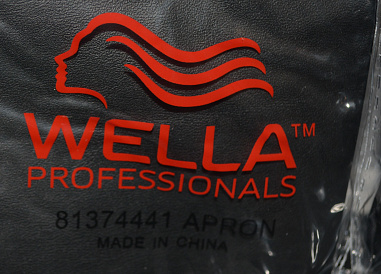 WELLA™
PROFESSIONALS
81374441 APRON
MADE IN CHINA